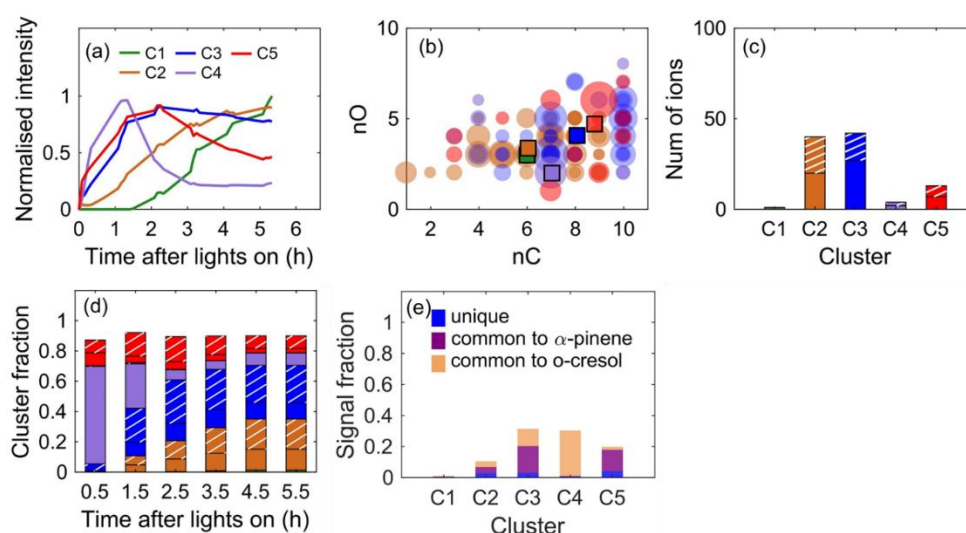 (a)
C1
C3
C5
C2
C4
1
0.5
0
0 1 2 3 4 5 6
Normalised intensity
Time after lights on (h)
(b)
10
5
0
2 4 6 8 10
nO
nC
(c)
100
50
0
C1 C2 C3 C4 C5
Num of ions
Cluster
(d)
1
0.8
0.6
0.4
0.2
0
0.5 1.5 2.5 3.5 4.5 5.5
Cluster fraction
Time after lights on (h)
(e)
unique
common to α-pinene
common to o-cresol
1
0.8
0.6
0.4
0.2
0
C1 C2 C3 C4 C5
Signal fraction
Cluster